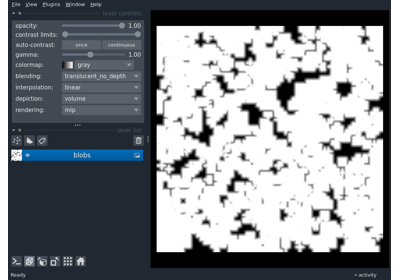 File View Plugins Window Help
layer controls
opacity: 1.00
contrast limits:
auto-contrast: once continuous
gamma: 1.00
colormap: gray
blending: translucent_no_depth
interpolation: linear
depiction: volume
rendering: mip
layer list
blobs
Ready
activity